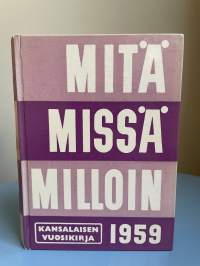 MITÄ
MISSÄ
MILLOIN
KANSALAISEN
VUOSIKIRJA
1959